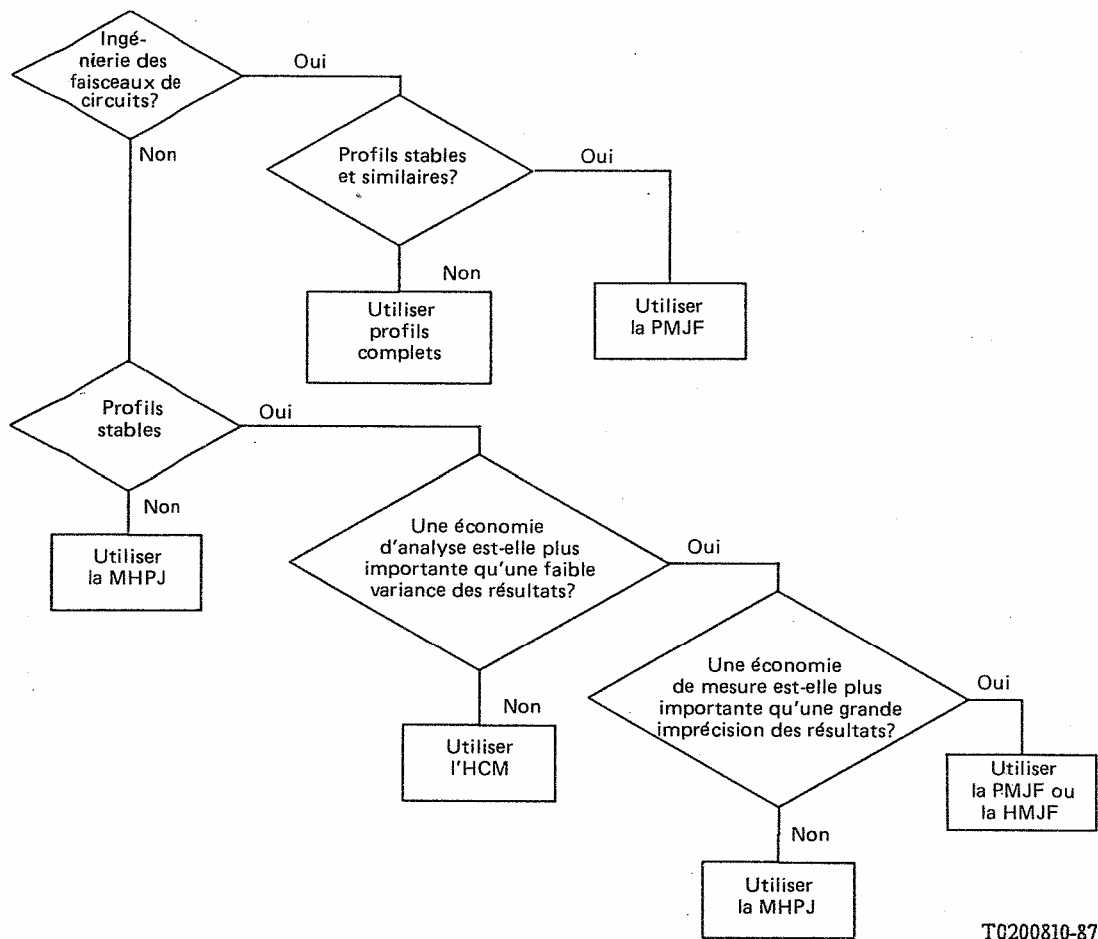 Ingé-
nierie des
faisceaux de
circuits?
Oui
Non
Profils stables
et similaires?
Oui
Non
Utiliser
profils
complets
Utiliser
la PMJF
Profils
stables
Oui
Non
Utiliser
la MHPJ
Une économie
d'analyse est-elle plus
importante qu'une faible
variance des résultats?
Oui
Non
Utiliser
l'HCM
Une économie
de mesure est-elle plus
importante qu'une grande
imprécision des résultats?
Oui
Utiliser
la PMJF ou
la HMJF
Non
Utiliser
la MHPJ
T0200810-87